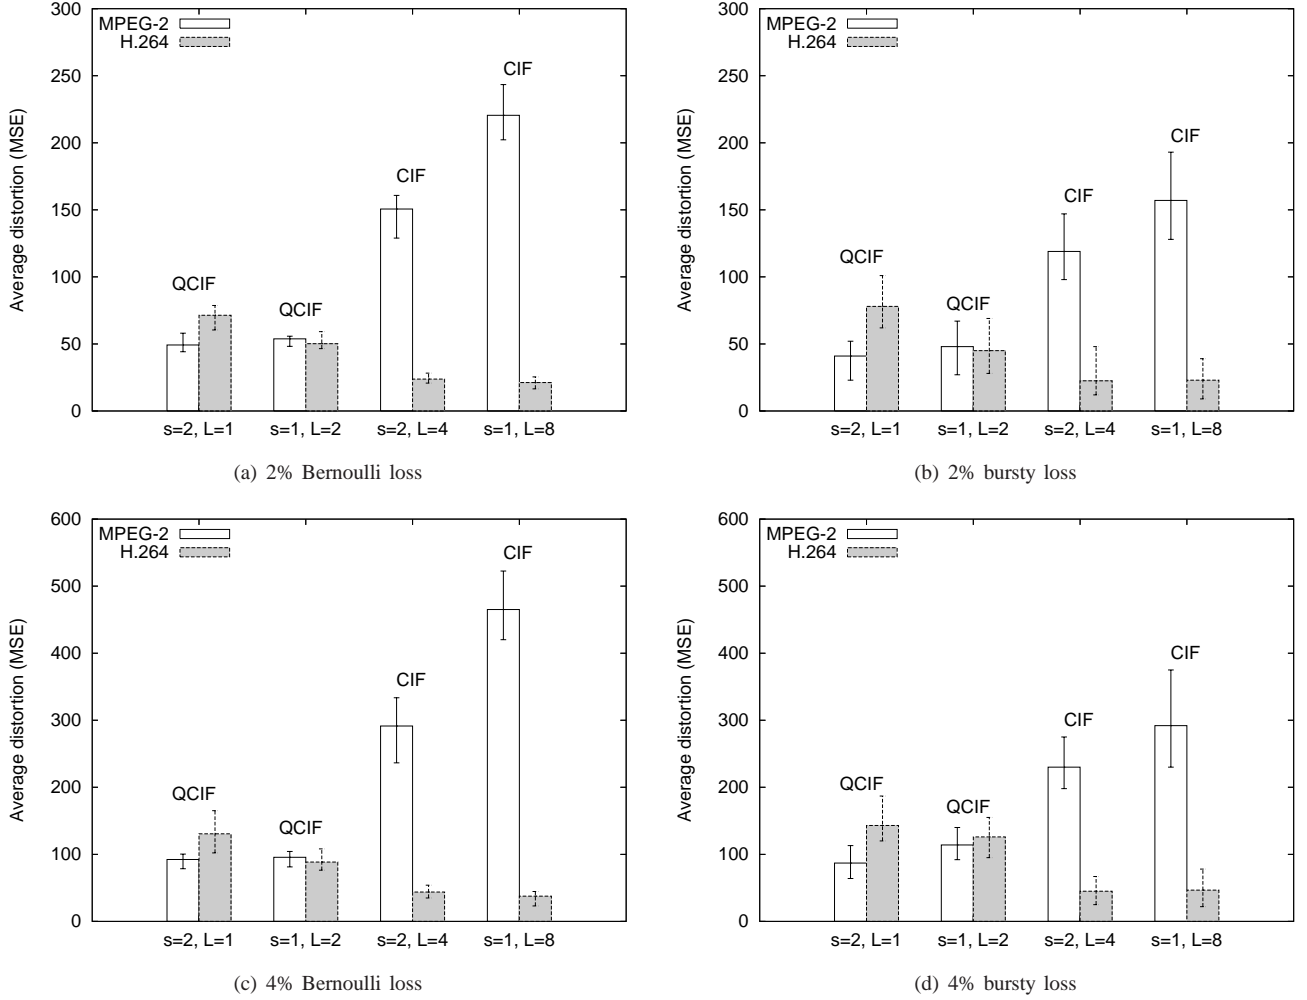 300
250
200
150
100
50
0
Average distortion (MSE)
MPEG-2
H.264
QCIF
QCIF
CIF
CIF
s=2, L=1 s=1, L=2 s=2, L=4 s=1, L=8
(a) 2% Bernoulli loss
300
250
200
150
100
50
0
Average distortion (MSE)
MPEG-2
H.264
QCIF
QCIF
CIF
CIF
s=2, L=1 s=1, L=2 s=2, L=4 s=1, L=8
(b) 2% bursty loss
600
500
400
300
200
100
0
Average distortion (MSE)
MPEG-2
H.264
QCIF
QCIF
CIF
CIF
s=2, L=1 s=1, L=2 s=2, L=4 s=1, L=8
(c) 4% Bernoulli loss
600
500
400
300
200
100
0
Average distortion (MSE)
MPEG-2
H.264
QCIF
QCIF
CIF
CIF
s=2, L=1 s=1, L=2 s=2, L=4 s=1, L=8
(d) 4% bursty loss